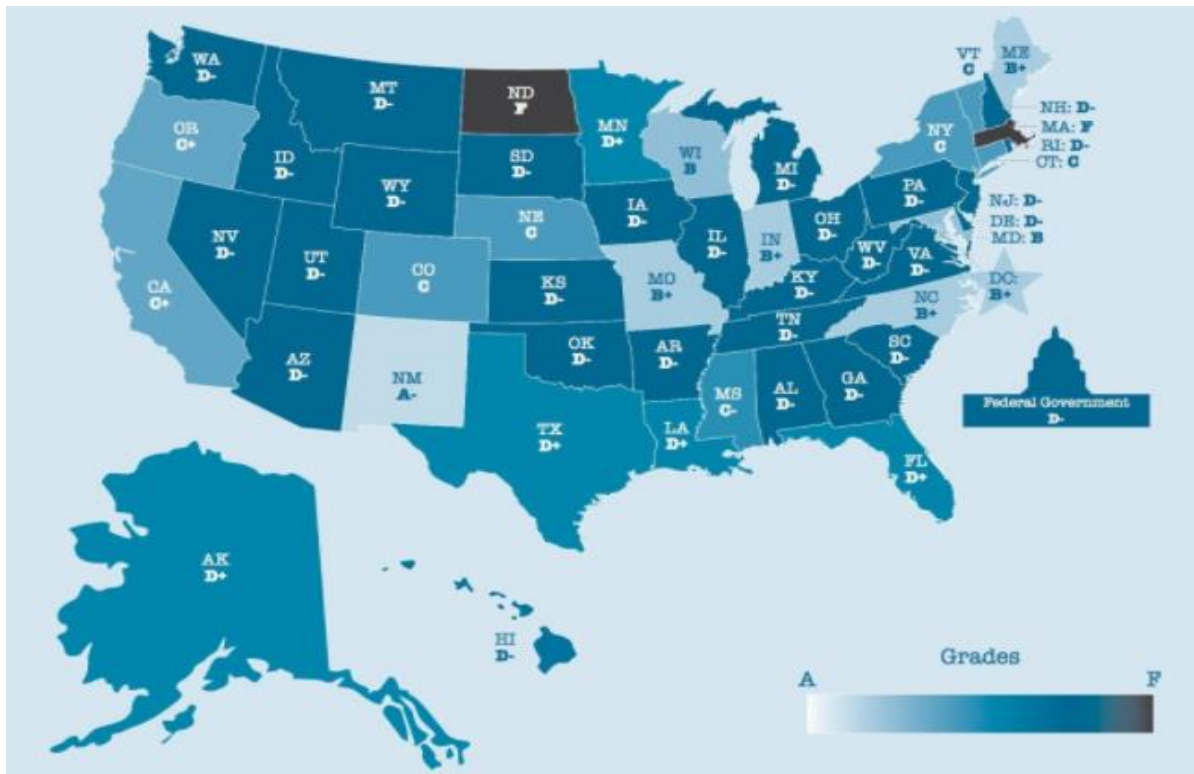 WA
D-
MT
D-
ND
F
MN
D+
OR
C+
ID
D-
SD
D-
WI
B
MI
D-
NY
C
VT
C
ME
B+
NH: D-
MA: F
RI: D-
CT: C
WY
D-
IA
D-
NE
C
PA
D-
NJ: D-
DE: D-
MD: B
NV
D-
UT
D-
CO
C
IL
D-
IN
B+
OH
D-
WV
D-
VA
D-
DC:
B+
CA
C+
KS
D-
MO
B+
KY
D-
NC
B+
TN
D-
AZ
D-
NM
A-
OK
D-
AR
D-
SC
D-
MS
C-
AL
D-
GA
D-
Federal Government
D-
TX
D+
LA
D+
FL
D+
AK
D+
HI
D-
Grades
A F